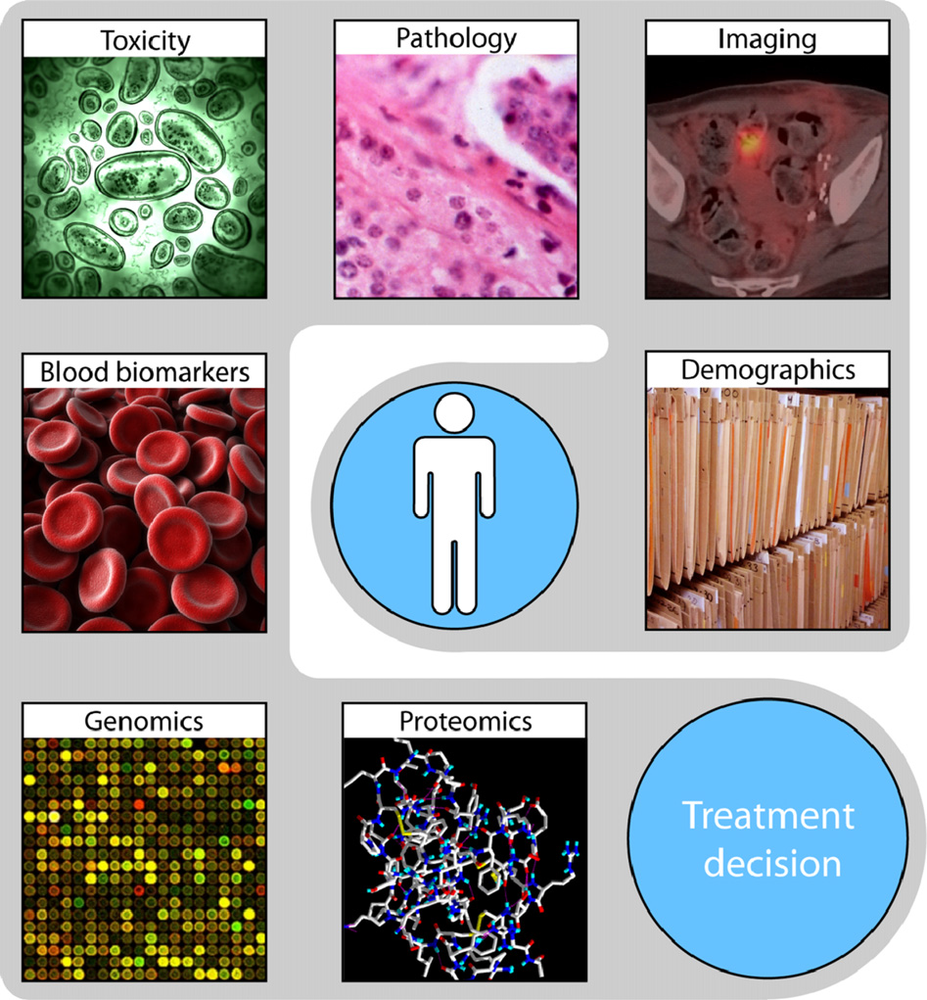 Toxicity
Pathology
Imaging
Blood biomarkers
Demographics
Genomics
Proteomics
Treatment
decision